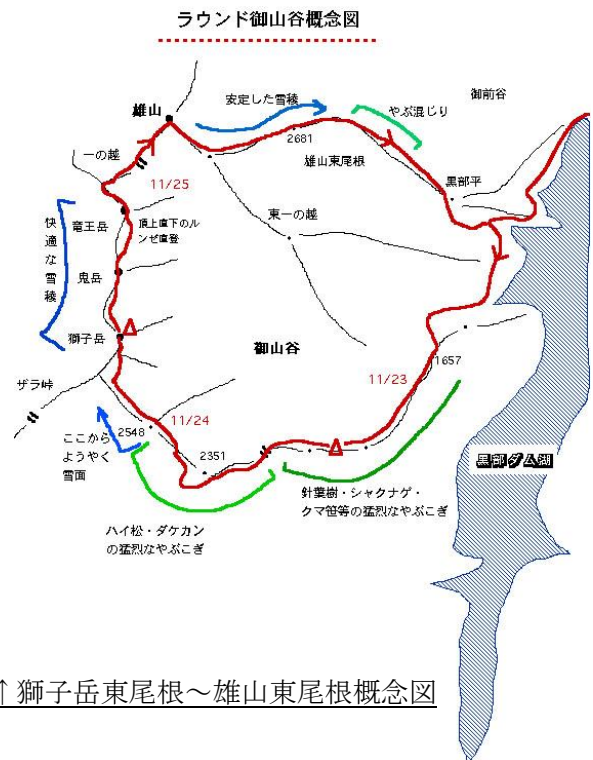 ラウンド御山谷概念図
御前谷
安定した雪稜
やぶ混じり
雄山
2681
雄山東尾根
一の越
11/25
黒部平
快適な雪稜
竜王岳
頂上直下のル
ンゼ直登
東一の越
鬼岳
獅子岳
御山谷
1657
ザラ峠
11/23
11/24
2548
ここから
ようやく
雪面
2351
黒部ダム湖
針葉樹・シャクナゲ・
クマ笹等の猛烈なやぶこぎ
ハイ松・ダケカン
の猛烈なやぶこぎ
↑獅子岳東尾根～雄山東尾根概念図